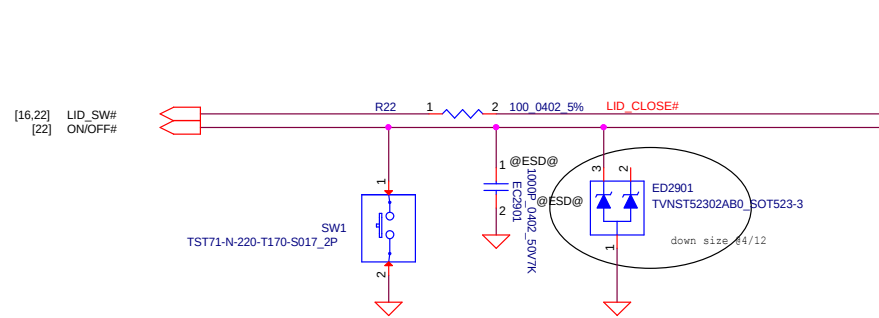 R22 1 2 100_0402_5% LID_CLOSE#
[16,22] LID_SW#
[22] ON/OFF#
1 @ESD@
1000P_0402_50V7K
EC2901
2
3 2
ED2901
@ESD@
TVNST52302AB0_SOT523-3
1
SW1
TST71-N-220-T170-S017_2P
down size @4/12
1
2